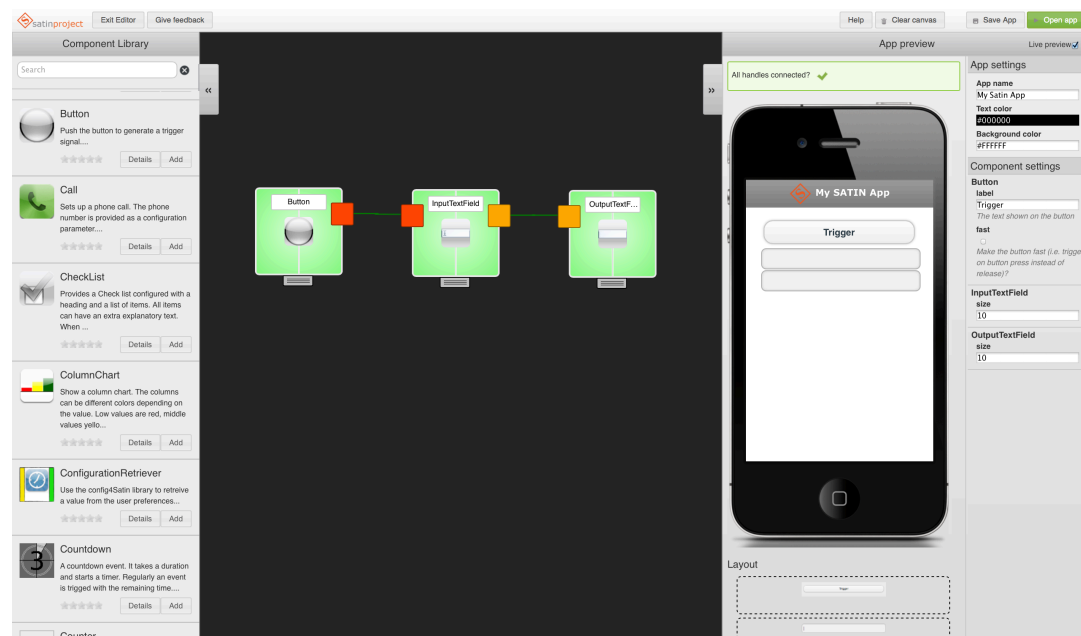 satinproject
Exit Editor
Give feedback
Help
Clear canvas
Save App
Open app
Component Library
App preview
Live preview
Search
«
»
Button
Push the button to generate a trigger
signal....
Details
Add
Call
Sets up a phone call. The phone
number is provided as a configuration
parameter....
Details
Add
CheckList
Provides a Check list configured with a
heading and a list of items. All items
can have an extra explanatory text.
When ...
Details
Add
ColumnChart
Show a column chart. The columns
can be different colors depending on
the value. Low values are red, middle
values yello...
Details
Add
ConfigurationRetriever
Use the config4Satin library to retreive
a value from the user preferences...
Details
Add
3
Countdown
A countdown event. It takes a duration
and starts a timer. Regularly an event
is trigged with the remaining time....
Details
Add
Counter
Button
InputTextField
OutputTextF...
All handles connected?
My SATIN App
Trigger
Layout
Trigger
App settings
App name
My Satin App
Text color
#000000
Background color
#FFFFFF
Component settings
Button
label
Trigger
The text shown on the button
fast
Make the button fast (i.e. trigge
on button press instead of
release)?
InputTextField
size
10
OutputTextField
size
10